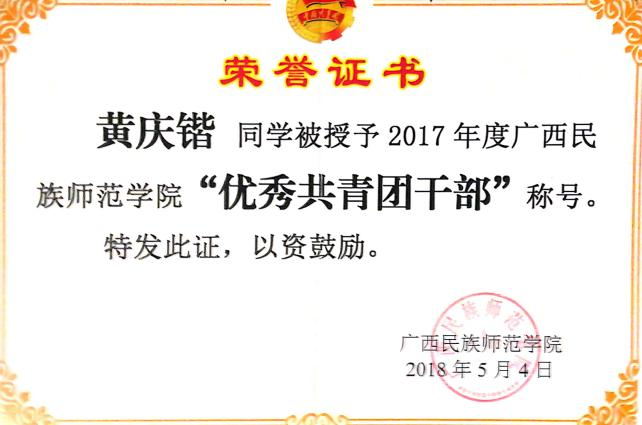 荣誉证书
黄庆锴 同学被授予 2017 年度广西民
族师范学院“优秀共青团干部”称号。
特发此证，以资鼓励。
广西民族师范学院
2018 年 5 月 4 日